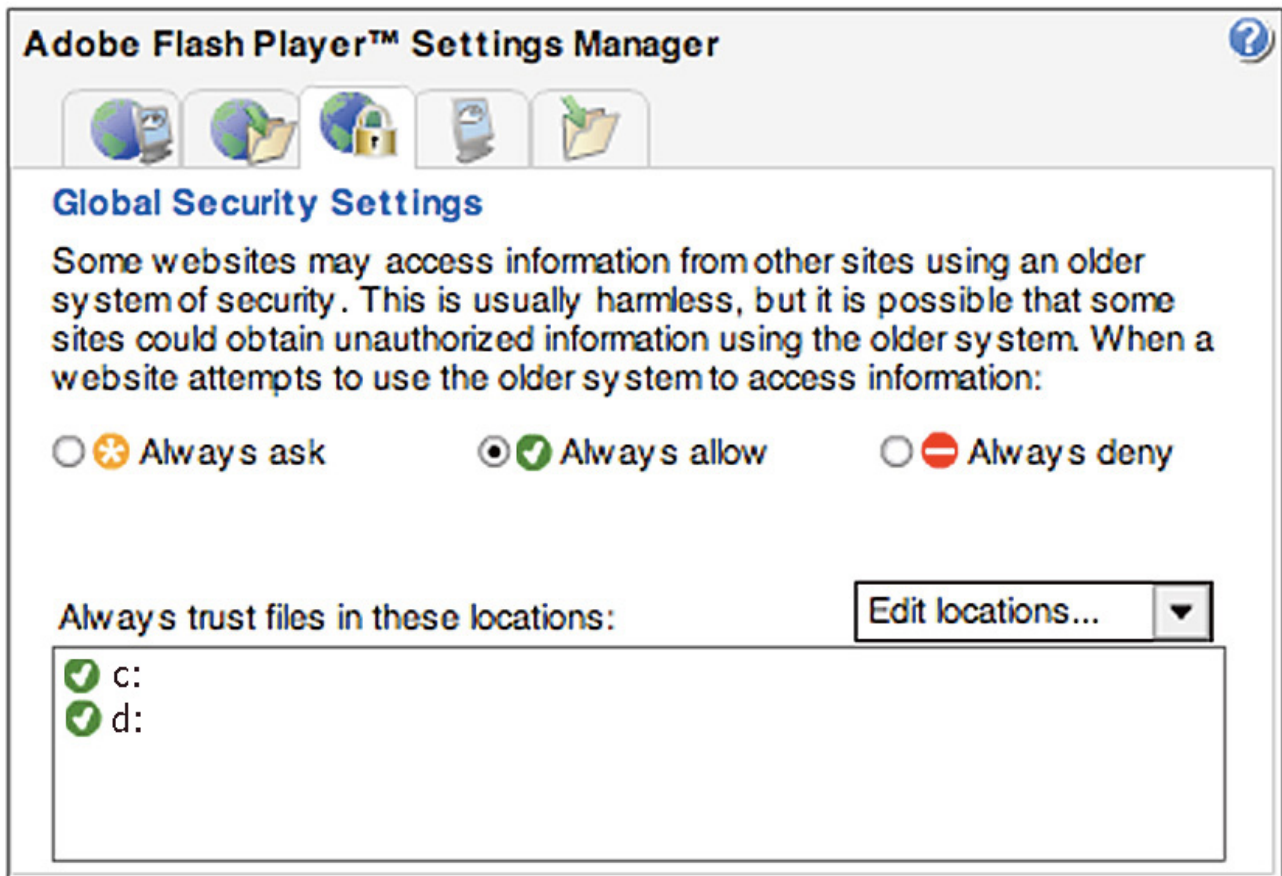 Adobe Flash Player™ Settings Manager
Global Security Settings
Some websites may access information from other sites using an older
system of security. This is usually harmless, but it is possible that some
sites could obtain unauthorized information using the older system. When a
website attempts to use the older system to access information:
Always ask Always allow Always deny
Always trust files in these locations: Edit locations...
c:
d: